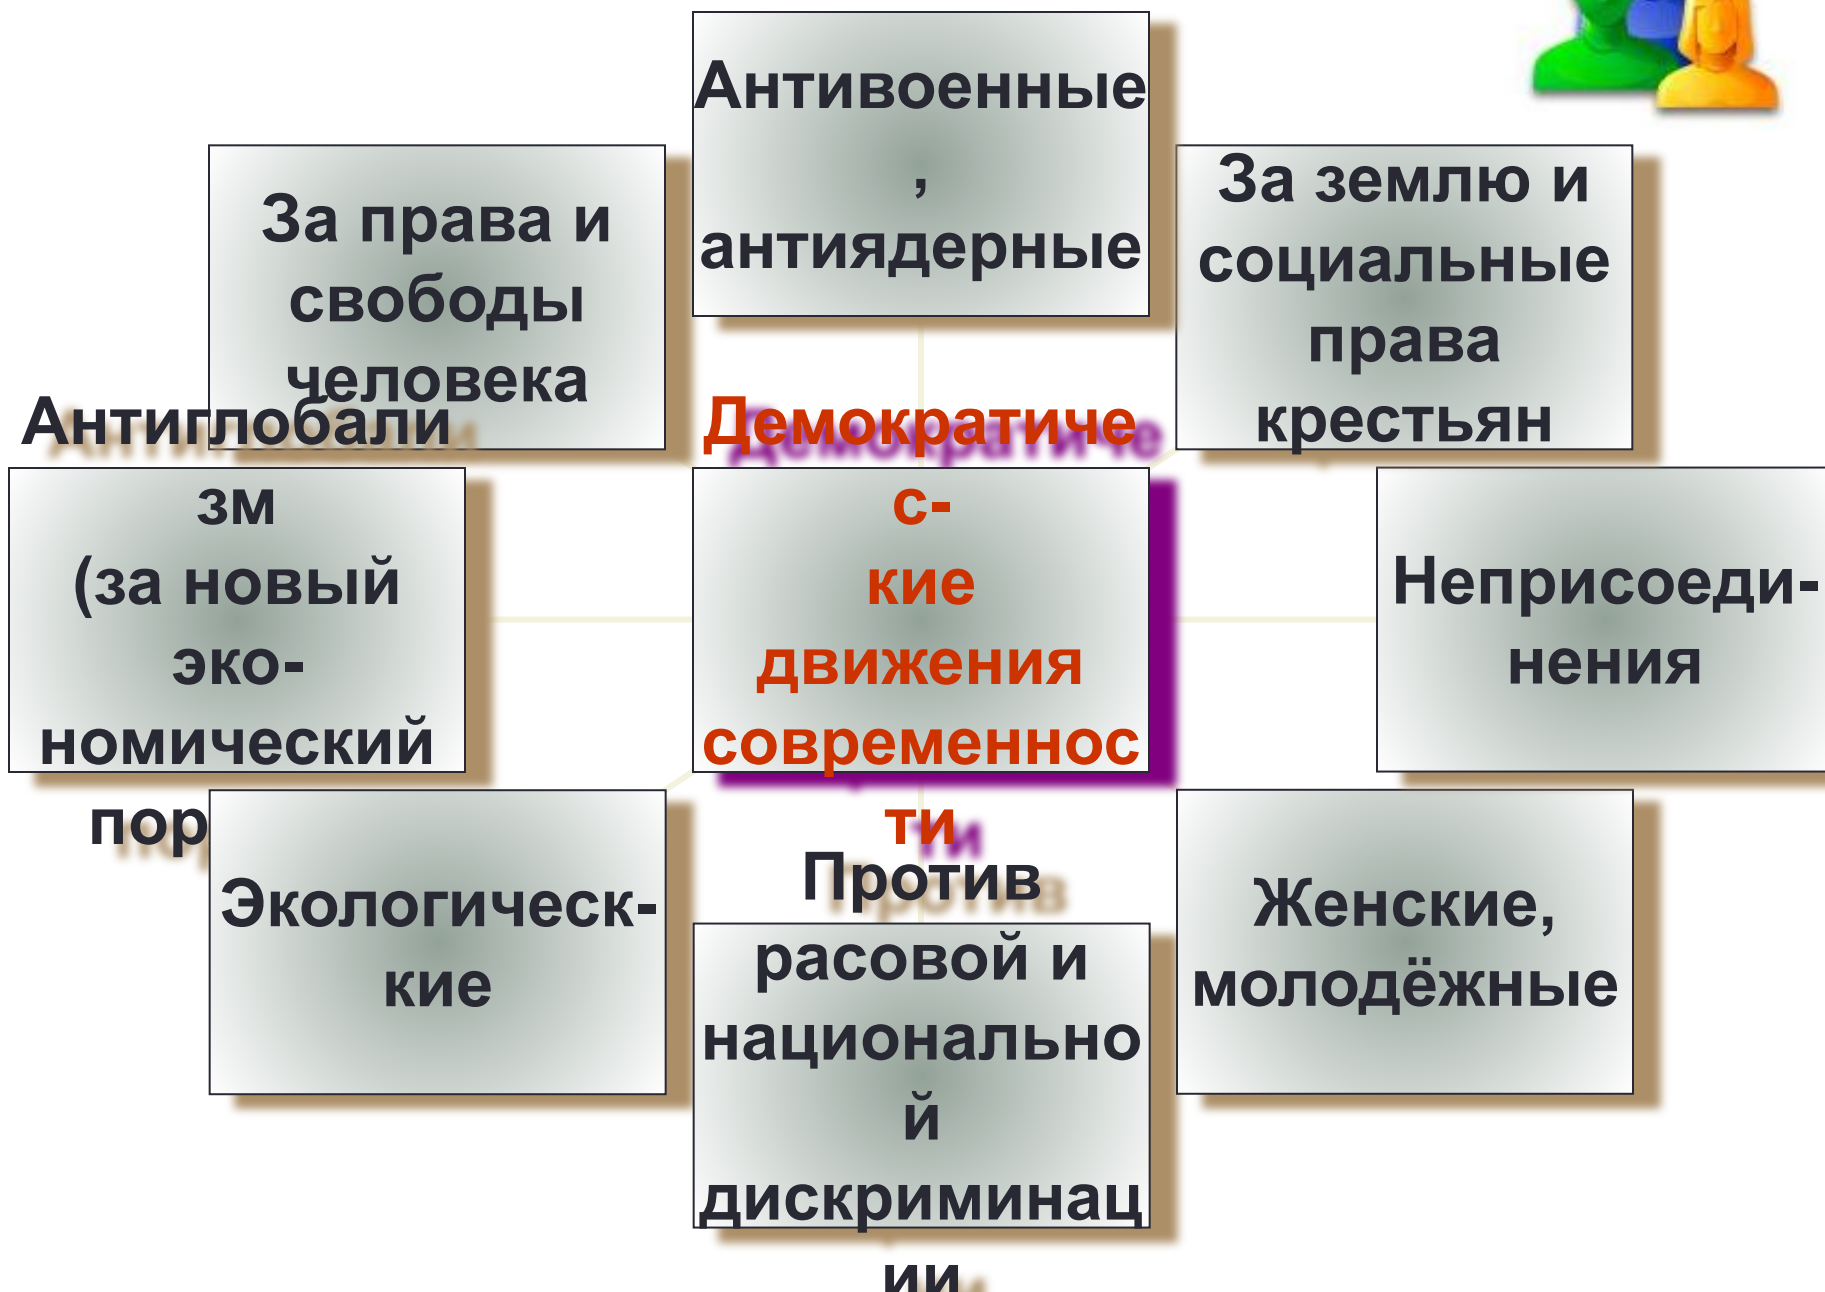 Антивоенные
,
антиядерные
За права и
свободы
человека
За землю и
социальные
права
крестьян
Антиглобали
зм
(за новый
эко-
номический
пор
Демократиче
с-
кие
движения
современнос
ти
Неприсоеди-
нения
Экологическ-
кие
Против
расовой и
национально
й
дискриминац
ии
Женские,
молодёжные